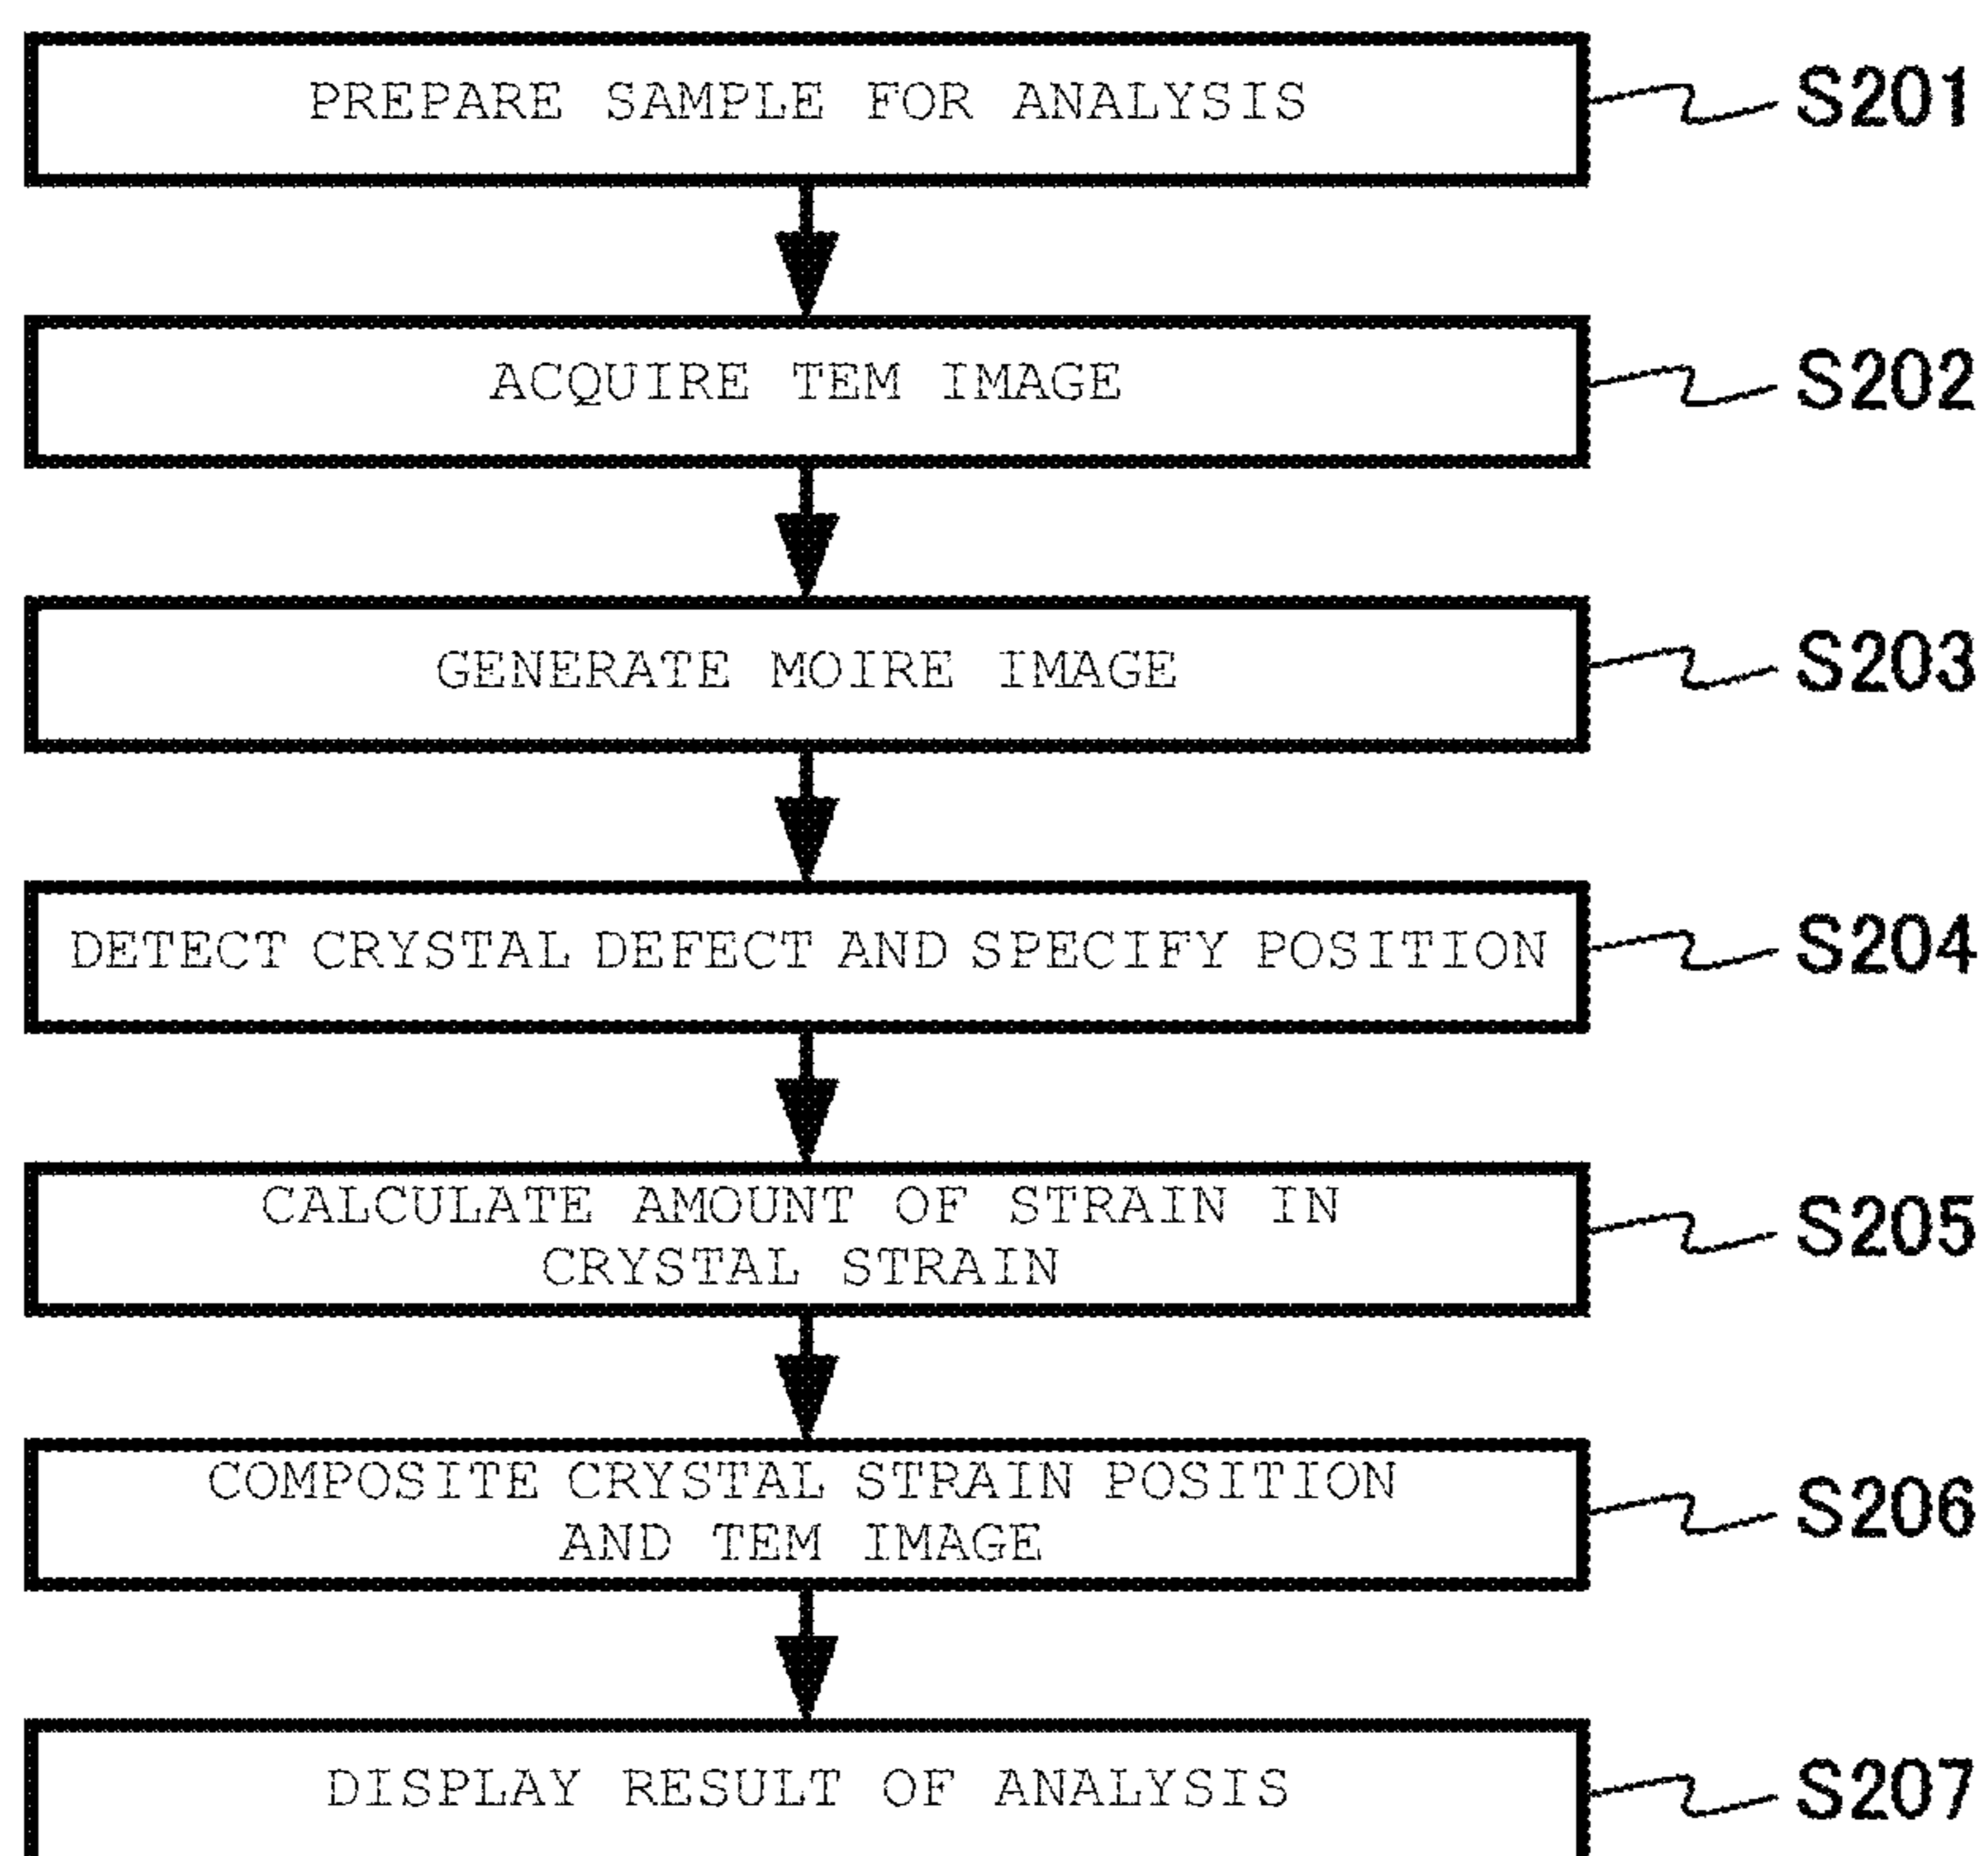 PREPARE SAMPLE FOR ANALYSIS
S201
ACQUIRE TEM IMAGE
S202
GENERATE MOIRE IMAGE
S203
DETECT CRYSTAL DEFECT AND SPECIFY POSITION
S204
CALCULATE AMOUNT OF STRAIN IN
CRYSTAL STRAIN
S205
COMPOSITE CRYSTAL STRAIN POSITION
AND TEM IMAGE
S206
DISPLAY RESULT OF ANALYSIS
S207